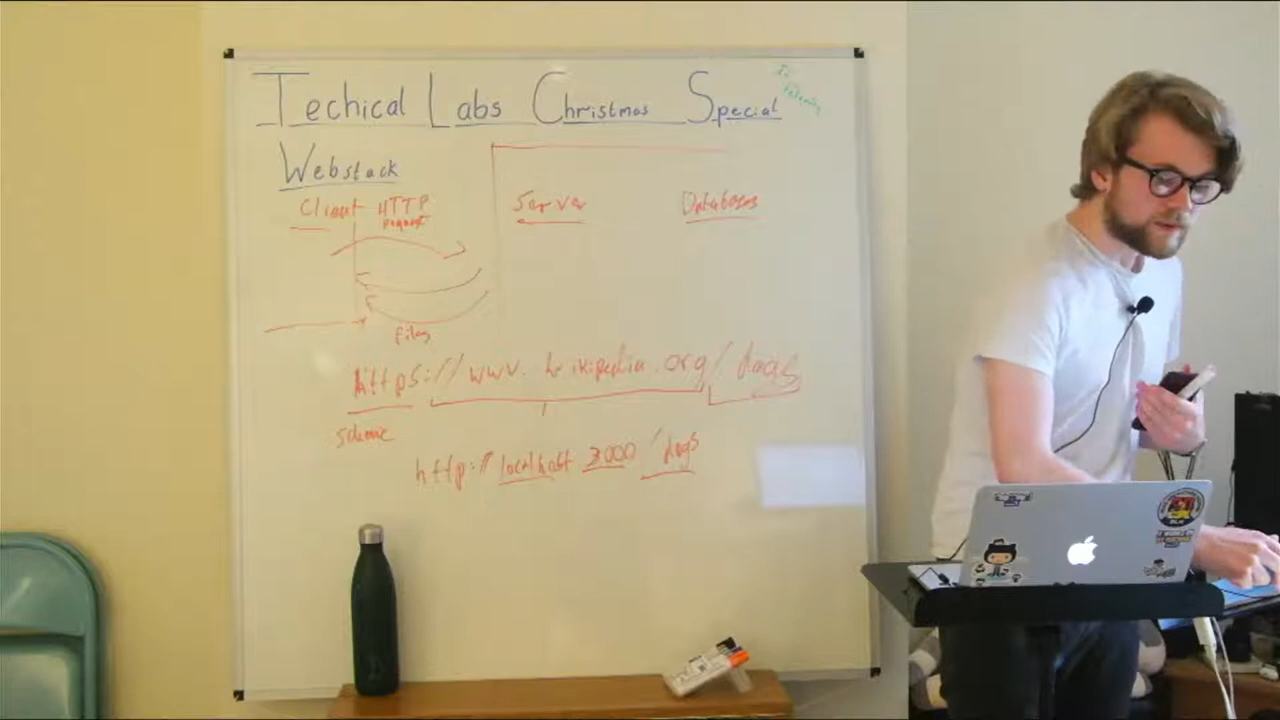 Techical Labs Christmas Special
Webstack
Client HTTP
request
Server
Databases
files
https://www.wikipedia.org/dogs
scheme
http://localhost 3000 /dogs